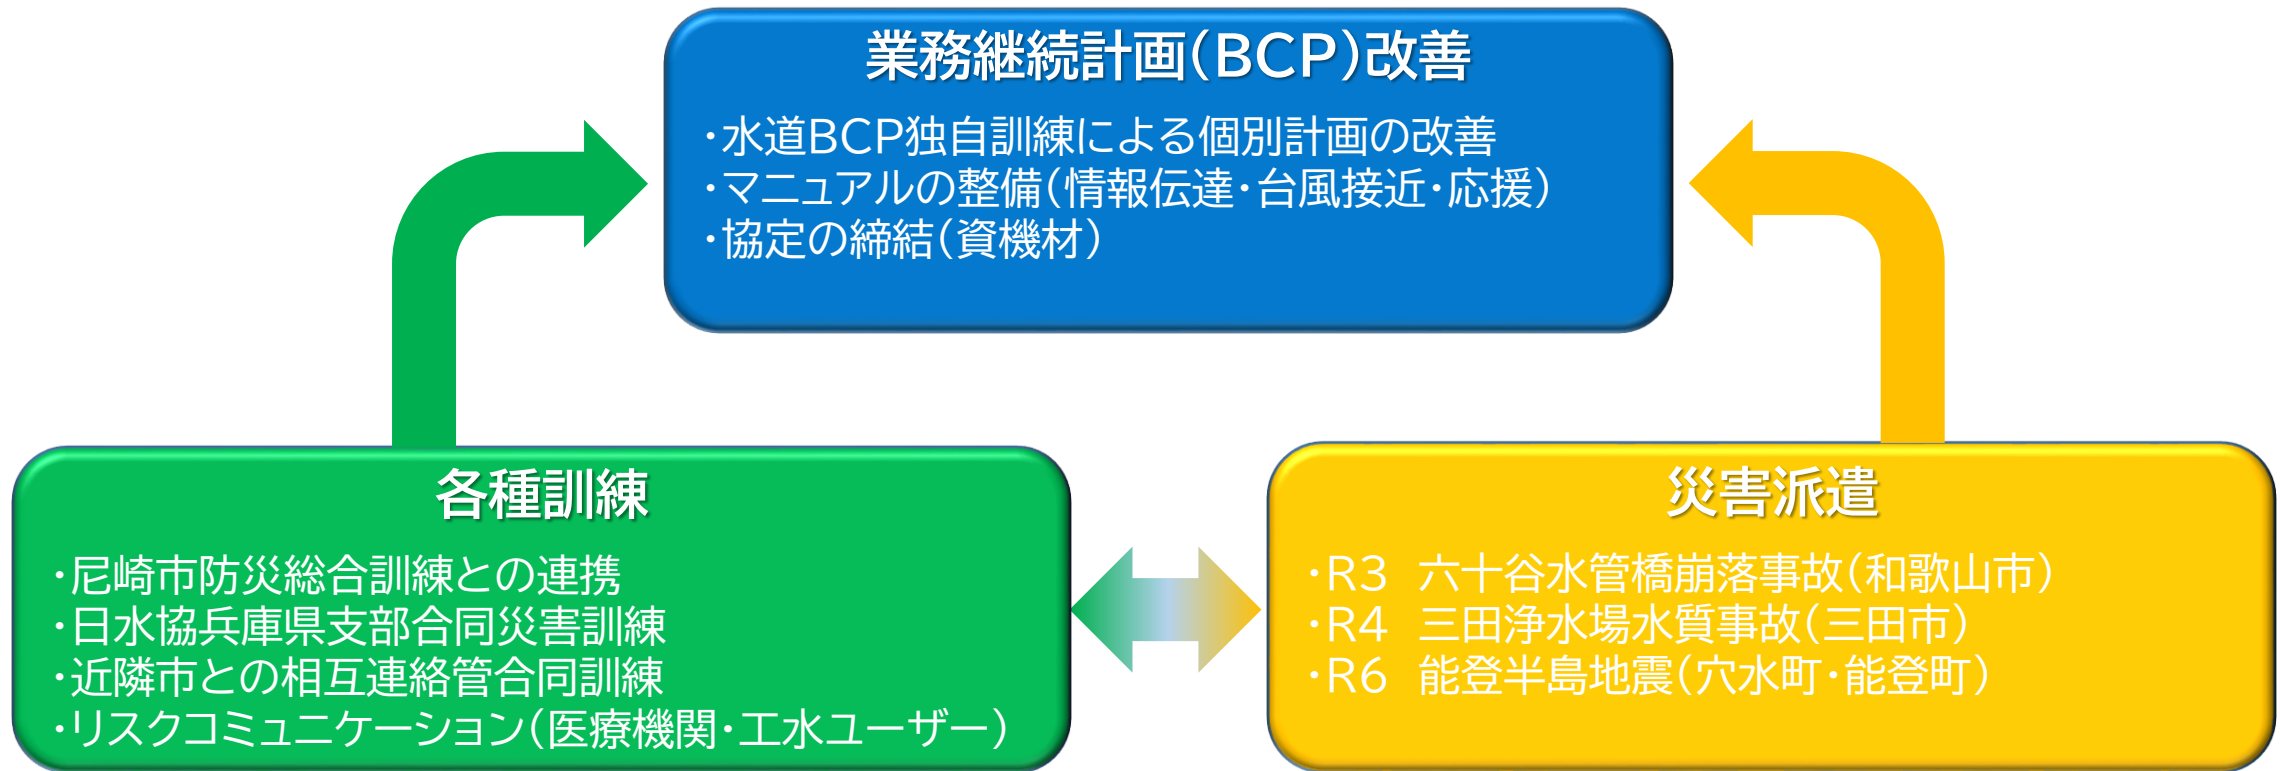 業務継続計画（BCP）改善
・水道BCP独自訓練による個別計画の改善
・マニュアルの整備（情報伝達・台風接近・応援）
・協定の締結（資機材）
各種訓練
・尼崎市防災総合訓練との連携
・日水協兵庫県支部合同災害訓練
・近隣市との相互連絡管合同訓練
・リスクコミュニケーション（医療機関・工水ユーザー）
災害派遣
・R3　六十谷水管橋崩落事故（和歌山市）
・R4　三田浄水場水質事故（三田市）
・R6　能登半島地震（穴水町・能登町）